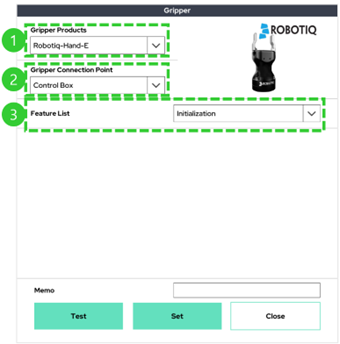 Gripper
1
Gripper Products
Robotiq-Hand-E
ROBOTIQ
2
Gripper Connection Point
Control Box
3
Feature List
Initialization
Memo
Test
Set
Close